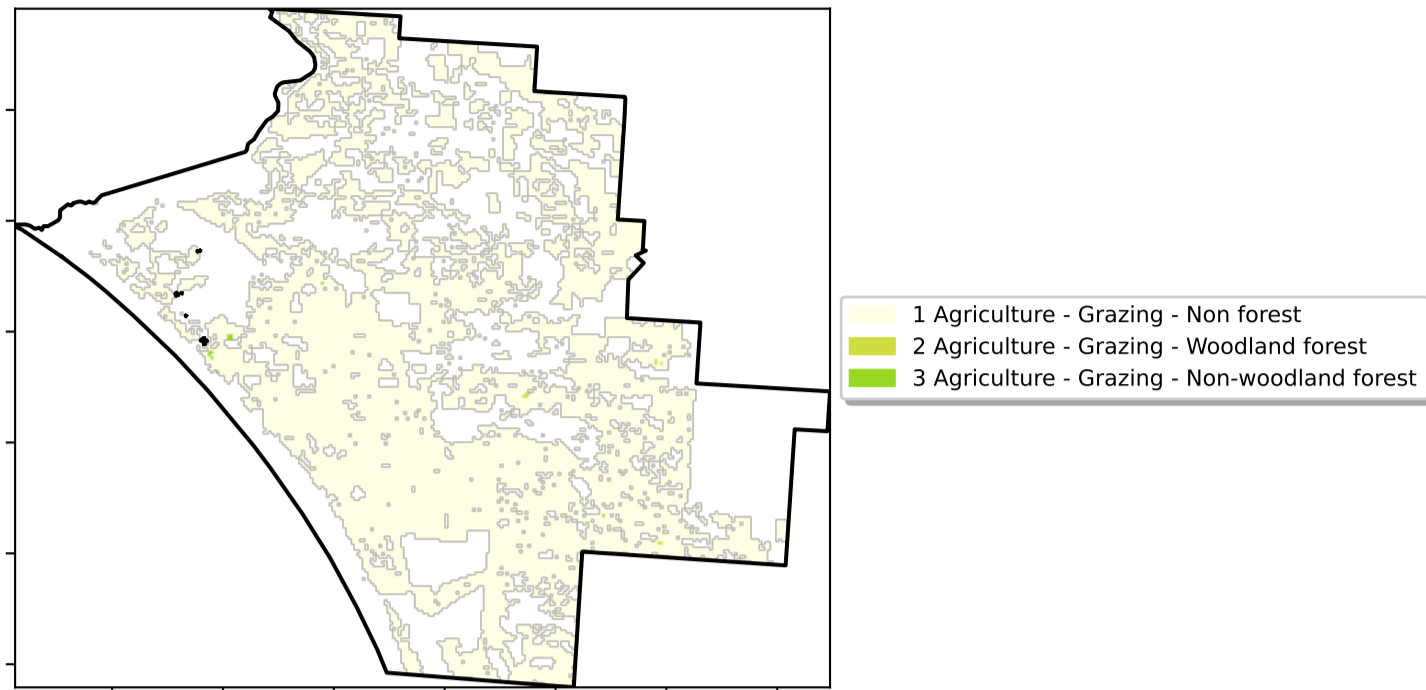 1 Agriculture - Grazing - Non forest
2 Agriculture - Grazing - Woodland forest
3 Agriculture - Grazing - Non-woodland forest